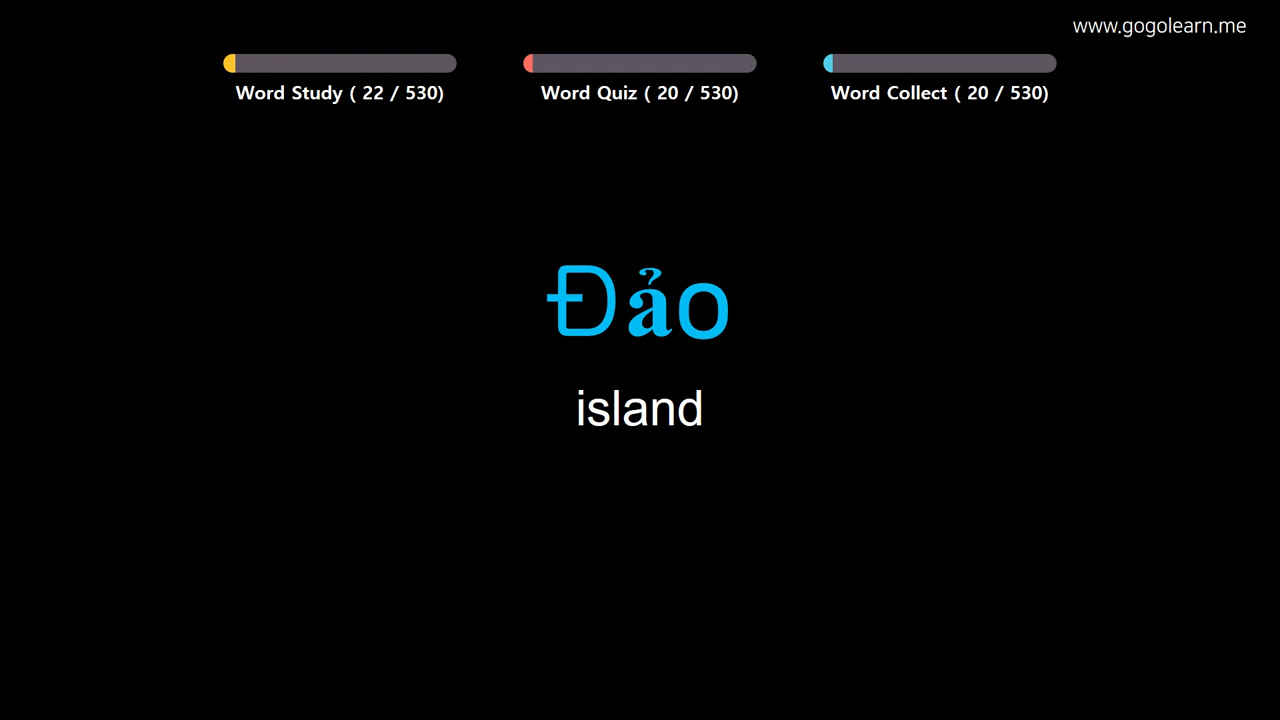 www.gogolearn.me
Word Study ( 22 / 530)
Word Quiz ( 20 / 530)
Word Collect ( 20 / 530)
Đảo
island